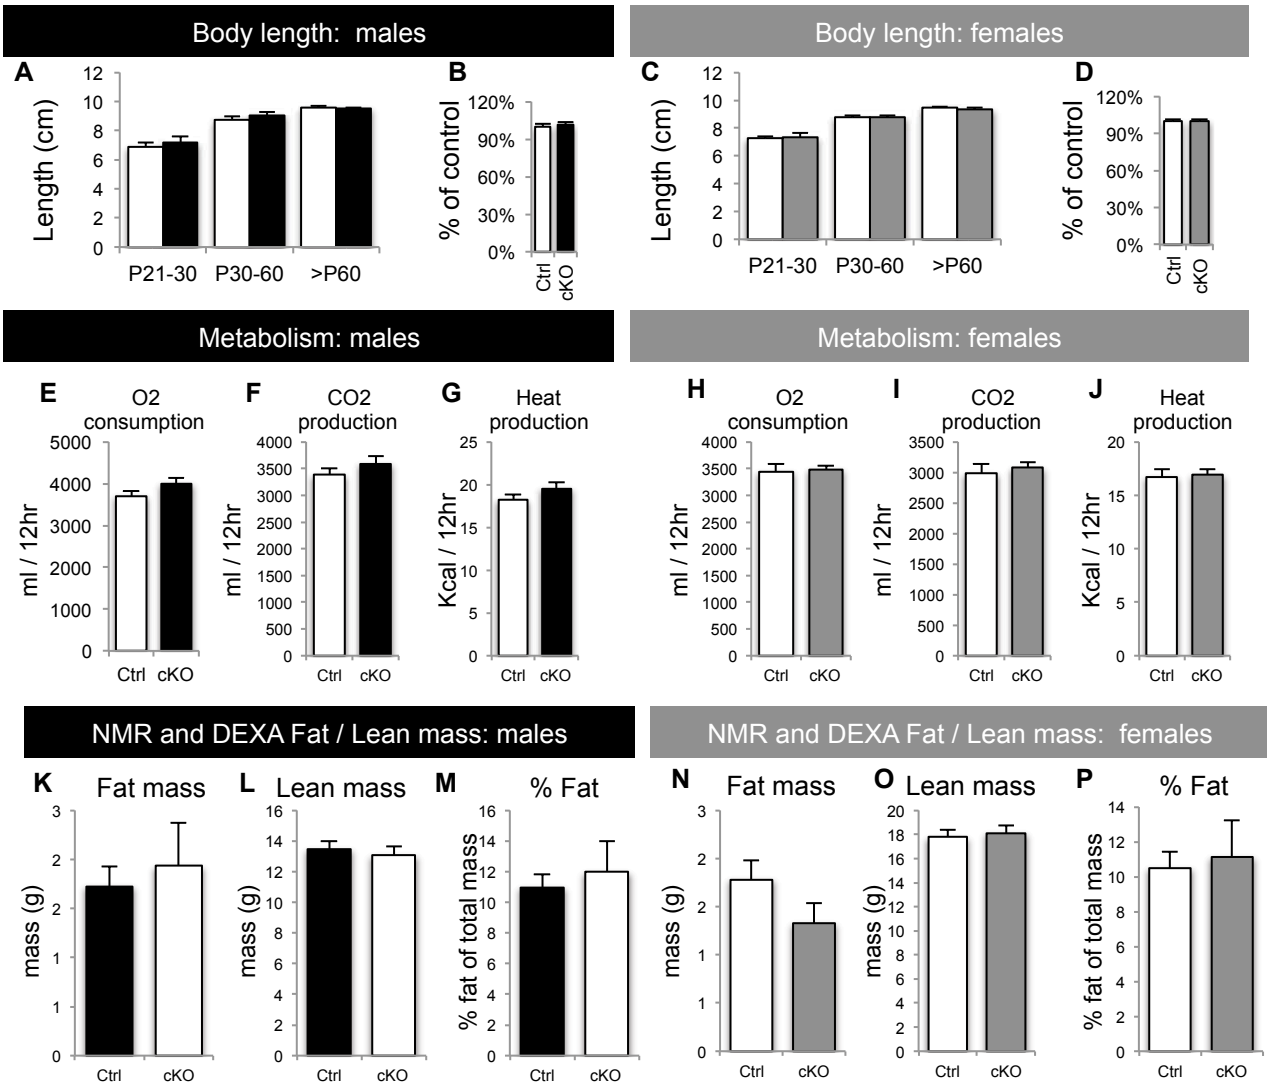 Body length:  males
Body length: females
A
Length (cm)
12
10
8
6
4
2
0
P21-30 P30-60 >P60
B
% of control
120%
90%
60%
30%
0%
Ctrl
cKO
C
Length (cm)
12
10
8
6
4
2
0
P21-30 P30-60 >P60
D
% of control
120%
90%
60%
30%
0%
Ctrl
cKO
Metabolism: males
Metabolism: females
E
O2
consumption
ml / 12hr
5000
4000
3000
2000
1000
0
Ctrl cKO
F
CO2
production
ml / 12hr
4000
3500
3000
2500
2000
1500
1000
500
0
Ctrl cKO
G
Heat
production
Kcal / 12hr
25
20
15
10
5
0
Ctrl cKO
H
O2
consumption
ml / 12hr
4000
3500
3000
2500
2000
1500
1000
500
0
Ctrl cKO
I
CO2
production
ml / 12hr
3500
3000
2500
2000
1500
1000
500
0
Ctrl cKO
J
Heat
production
Kcal / 12hr
20
15
10
5
0
Ctrl cKO
NMR and DEXA Fat / Lean mass: males
NMR and DEXA Fat / Lean mass:  females
K
Fat mass
mass (g)
3
2
2
1
1
0
Ctrl cKO
L
Lean mass
mass (g)
16
14
12
10
8
6
4
2
0
Ctrl cKO
M
% Fat
% fat of total mass
16
14
12
10
8
6
4
2
0
Ctrl cKO
N
Fat mass
mass (g)
3
2
2
1
1
0
Ctrl cKO
O
Lean mass
mass (g)
20
18
16
14
12
10
8
6
4
2
0
Ctrl cKO
P
% Fat
% fat of total mass
14
12
10
8
6
4
2
0
Ctrl cKO